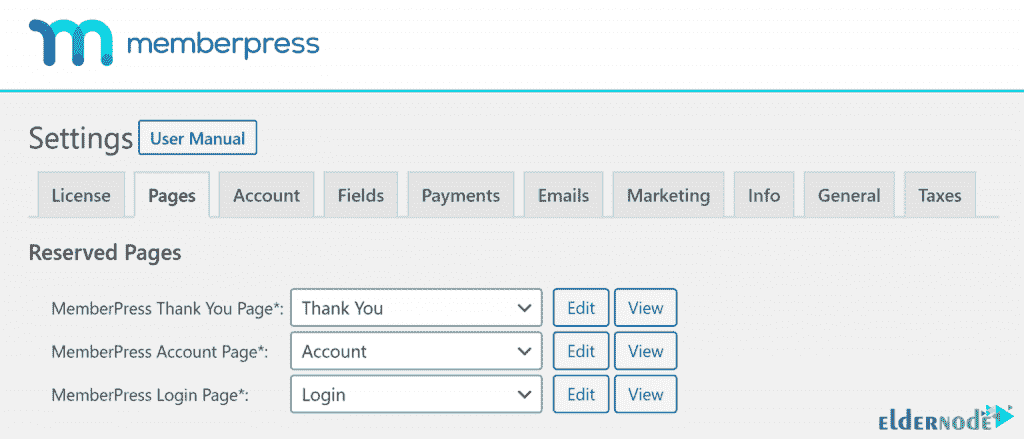 memberpress
Settings User Manual
License Pages Account Fields Payments Emails Marketing Info General Taxes
Reserved Pages
MemberPress Thank You Page*: Thank You Edit View
MemberPress Account Page*: Account Edit View
MemberPress Login Page*: Login Edit View
ELDERNODE